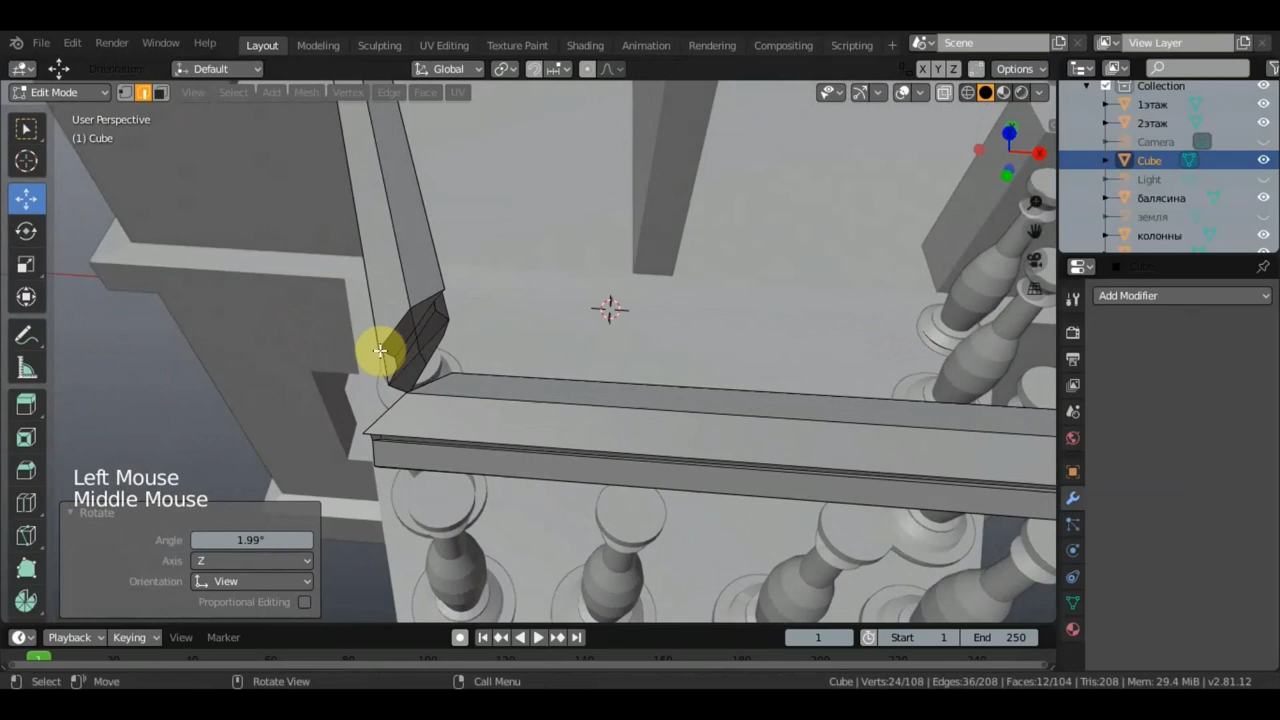 File Edit Render Window Help Layout Modeling Sculpting UV Editing Texture Paint Shading Animation Rendering Compositing Scripting + Scene View Layer
Orientation: Default Global X Y Z Options
Edit Mode View Select Add Mesh Vertex Edge Face UV
User Perspective
(1) Cube
X
Collection
1этаж
2этаж
Camera
Cube
Light
балясина
земля
колонны
Cube
Add Modifier
Left Mouse
Middle Mouse
Rotate
Angle 1.99°
Axis Z
Orientation View
Proportional Editing
Playback Keying View Marker 1 Start 1 End 250
Select Move Rotate View Call Menu Cube | Verts:24/108 | Edges:36/208 | Faces:12/104 | Tris:208 | Mem: 29.4 MiB | v2.81.12